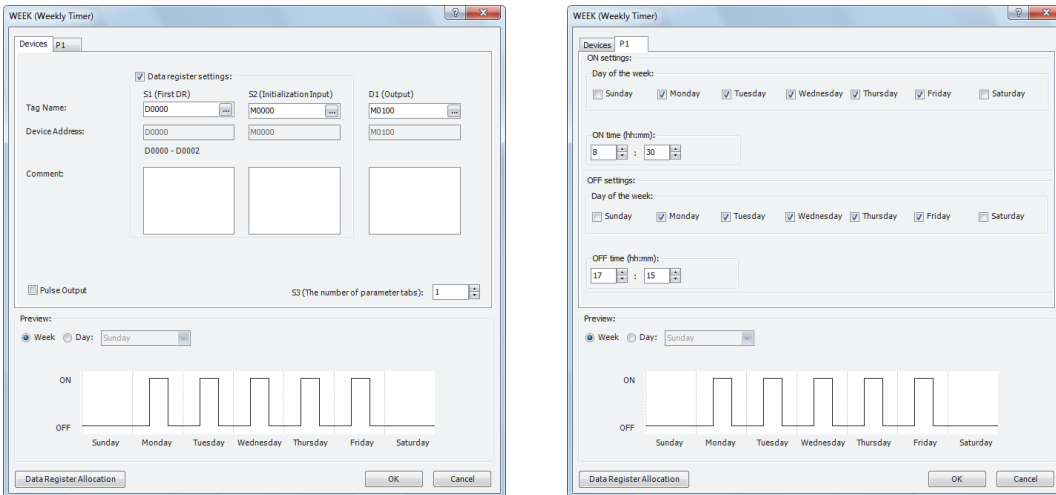 WEEK (Weekly Timer)
Devices P1
Data register settings:
S1 (First DR) S2 (Initialization Input) D1 (Output)
Tag Name: D0000 ... M0000 ... M0100 ...
Device Address: D0000 M0000 M0100
D0000 - D0002
Comment:
Pulse Output S3 (The number of parameter tabs): 1
Preview:
Week Day: Sunday
ON
OFF
Sunday Monday Tuesday Wednesday Thursday Friday Saturday
Data Register Allocation OK Cancel
WEEK (Weekly Timer)
Devices P1
ON settings:
Day of the week:
Sunday Monday Tuesday Wednesday Thursday Friday Saturday
ON time (hh:mm):
8 : 30
OFF settings:
Day of the week:
Sunday Monday Tuesday Wednesday Thursday Friday Saturday
OFF time (hh:mm):
17 : 15
Preview:
Week Day: Sunday
ON
OFF
Sunday Monday Tuesday Wednesday Thursday Friday Saturday
Data Register Allocation OK Cancel